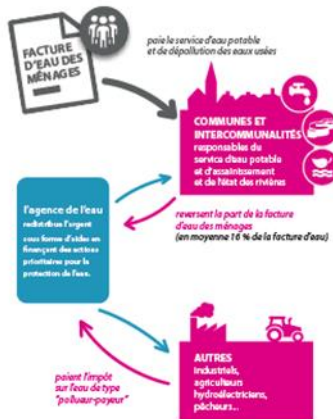 FACTURE
D'EAU DES
MÉNAGES
paie le service d'eau potable
et de dépollution des eaux usées
COMMUNES ET
INTERCOMMUNALITÉS
responsables du
service d'eau potable
et d'assainissement
et de l'état des rivières
l'agence de l'eau
redistribue l'argent
sous forme d'aides en
finançant des actions
prioritaires pour la
protection de l'eau.
reversent la part de la facture
d'eau des ménages
(en moyenne 16 % de la facture d'eau)
AUTRES
industriels,
agriculteurs
hydroélectriciens,
pêcheurs...
paient l'impôt
sur l'eau de type
"pollueur-payeur"